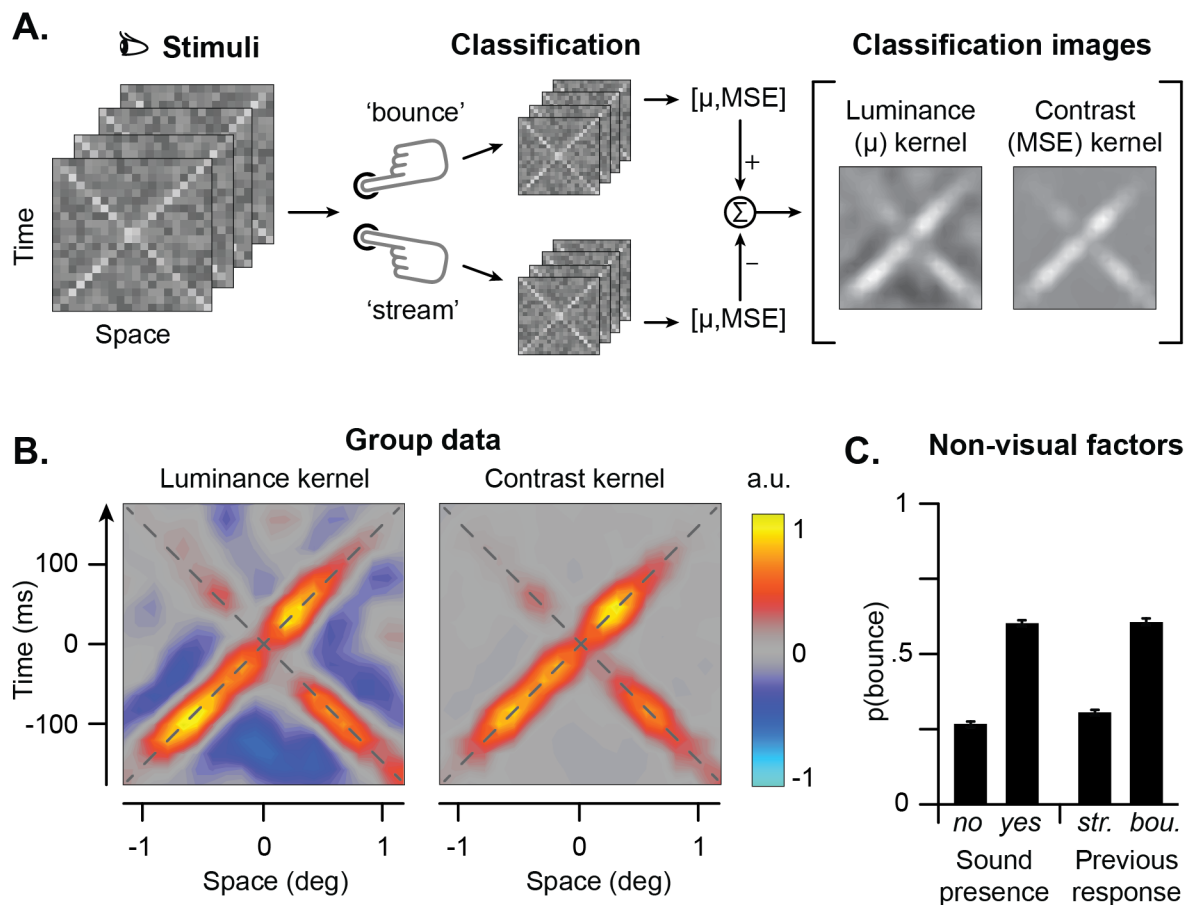 A.
Stimuli
Classification
Classification images
Time
Space
‘bounce’
‘stream’
[μ,MSE]
+
Σ
–
[μ,MSE]
Luminance
(μ) kernel
Contrast
(MSE) kernel
B.
Group data
Luminance kernel
Contrast kernel
a.u.
Time (ms)
100
0
-100
-1
0
1
Space (deg)
-1
0
1
Space (deg)
1
0
-1
C.
Non-visual factors
p(bounce)
1
.5
0
no yes str. bou.
Sound
presence
Previous
response